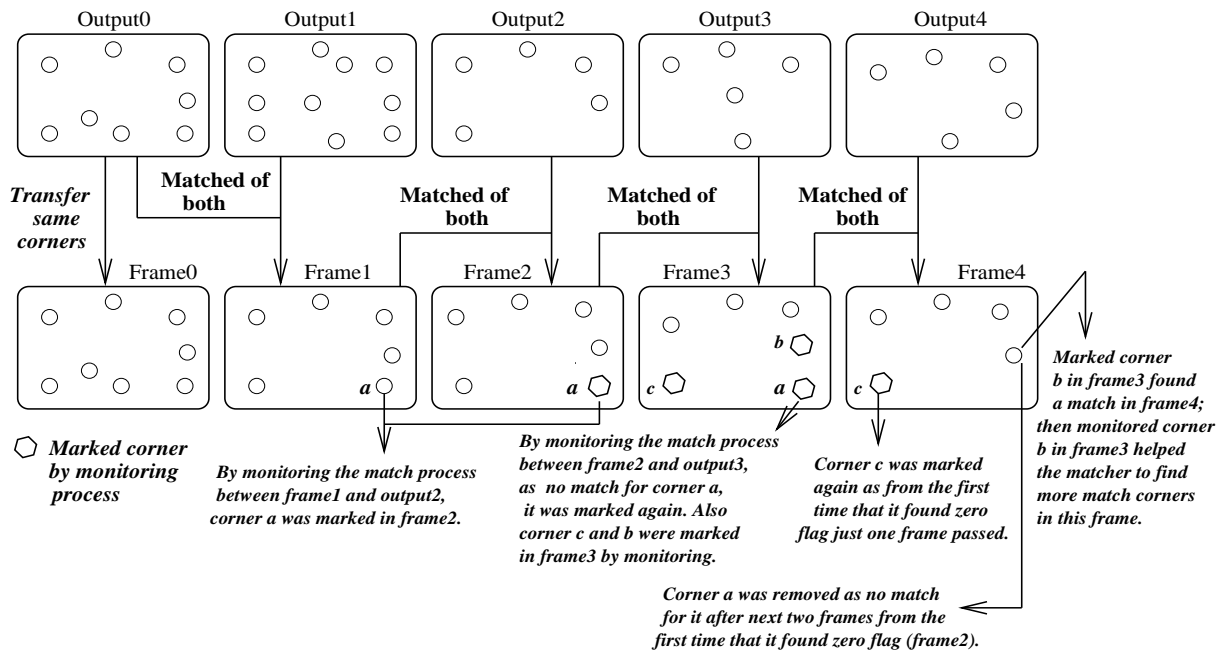 Output0
Output1
Output2
Output3
Output4
Transfer
same
corners
Matched of
both
Matched of
both
Matched of
both
Matched of
both
Frame0
Frame1
Frame2
Frame3
Frame4
a
a
b
c
a
c
Marked corner
by monitoring
process
By monitoring the match process
between frame1 and output2,
corner a was marked in frame2.
By monitoring the match process
between frame2 and output3,
as no match for corner a,
it was marked again. Also
corner c and b were marked
in frame3 by monitoring.
Corner c was marked
again as from the first
time that it found zero
flag just one frame passed.
Marked corner
b in frame3 found
a match in frame4;
then monitored corner
b in frame3 helped
the matcher to find
more match corners
in this frame.
Corner a was removed as no match
for it after next two frames from the
first time that it found zero flag (frame2).